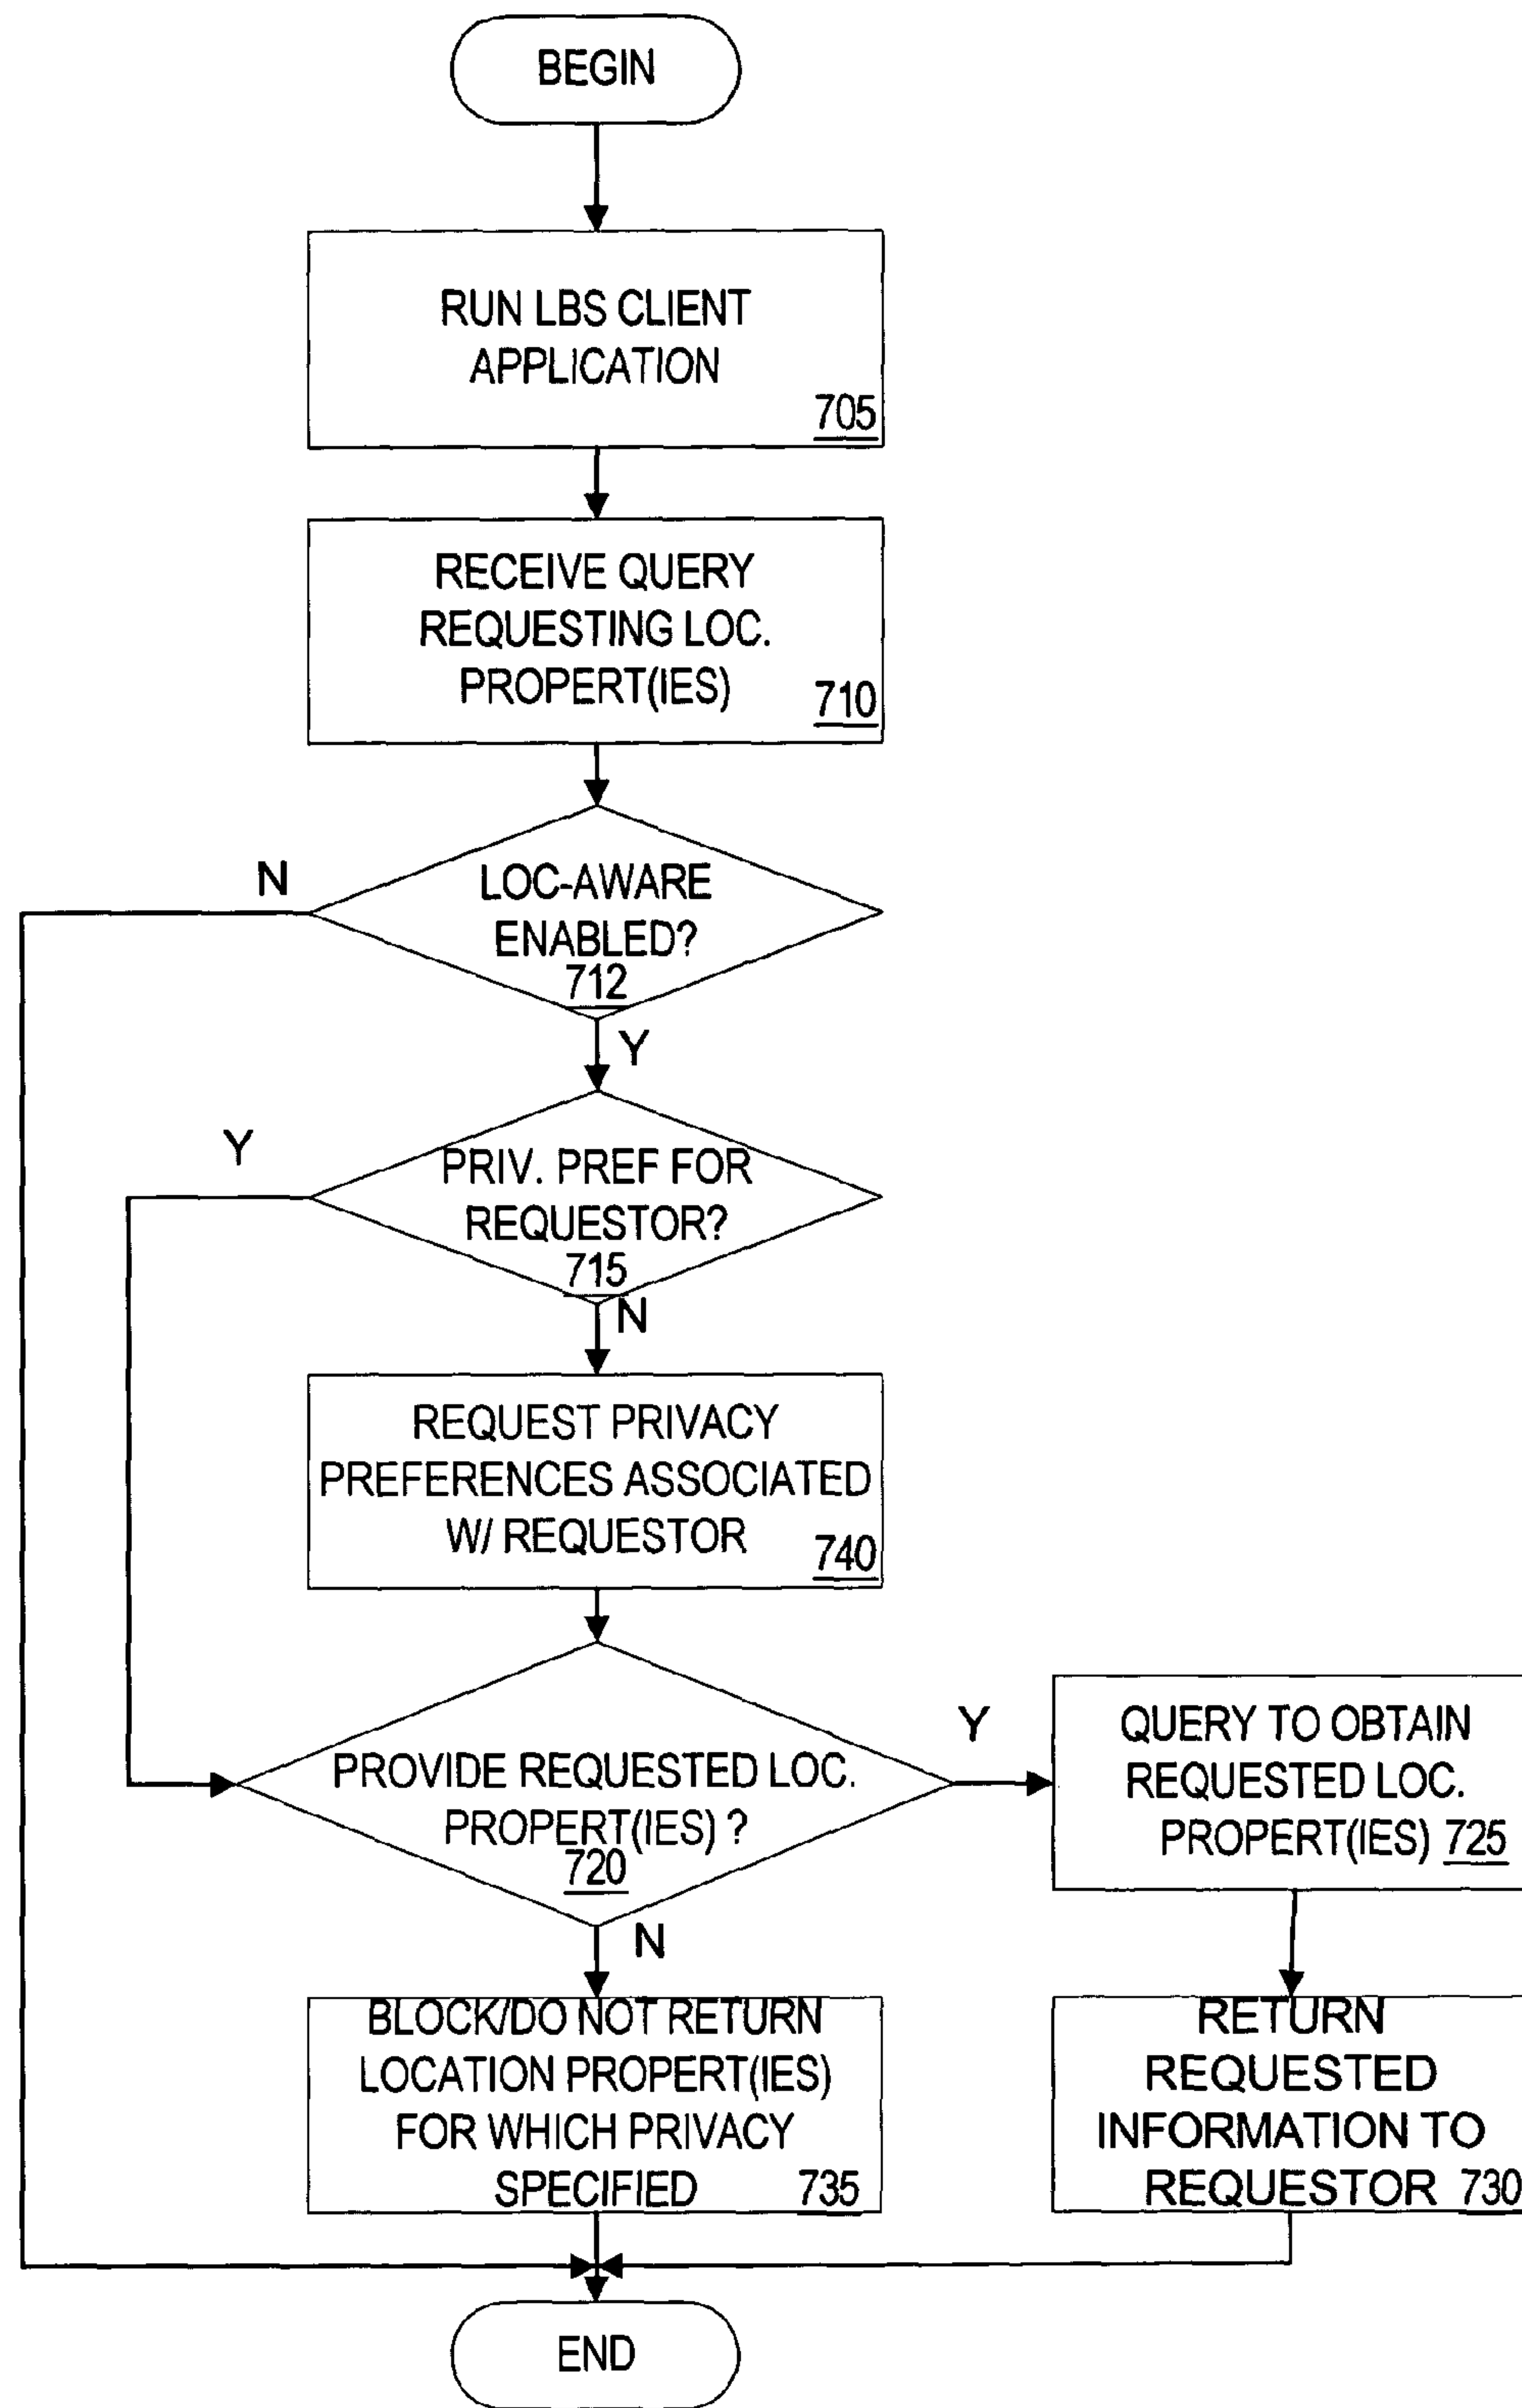 BEGIN
RUN LBS CLIENT
APPLICATION
705
RECEIVE QUERY
REQUESTING LOC.
PROPERT(IES)
710
N
LOC-AWARE
ENABLED?
712
Y
Y
PRIV. PREF FOR
REQUESTOR?
715
N
REQUEST PRIVACY
PREFERENCES ASSOCIATED
W/ REQUESTOR
740
PROVIDE REQUESTED LOC.
PROPERT(IES) ?
720
Y
QUERY TO OBTAIN
REQUESTED LOC.
PROPERT(IES) 725
N
BLOCK/DO NOT RETURN
LOCATION PROPERT(IES)
FOR WHICH PRIVACY
SPECIFIED 735
RETURN
REQUESTED
INFORMATION TO
REQUESTOR 730
END